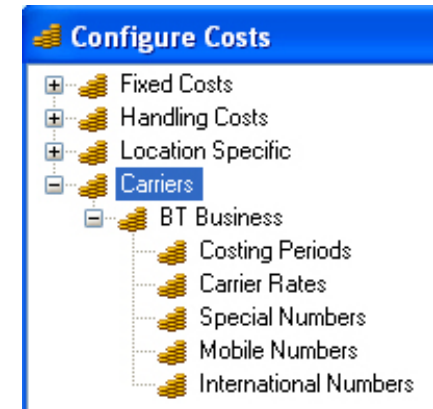 Configure Costs
Fixed Costs
Handling Costs
Location Specific
Carriers
BT Business
Costing Periods
Carrier Rates
Special Numbers
Mobile Numbers
International Numbers